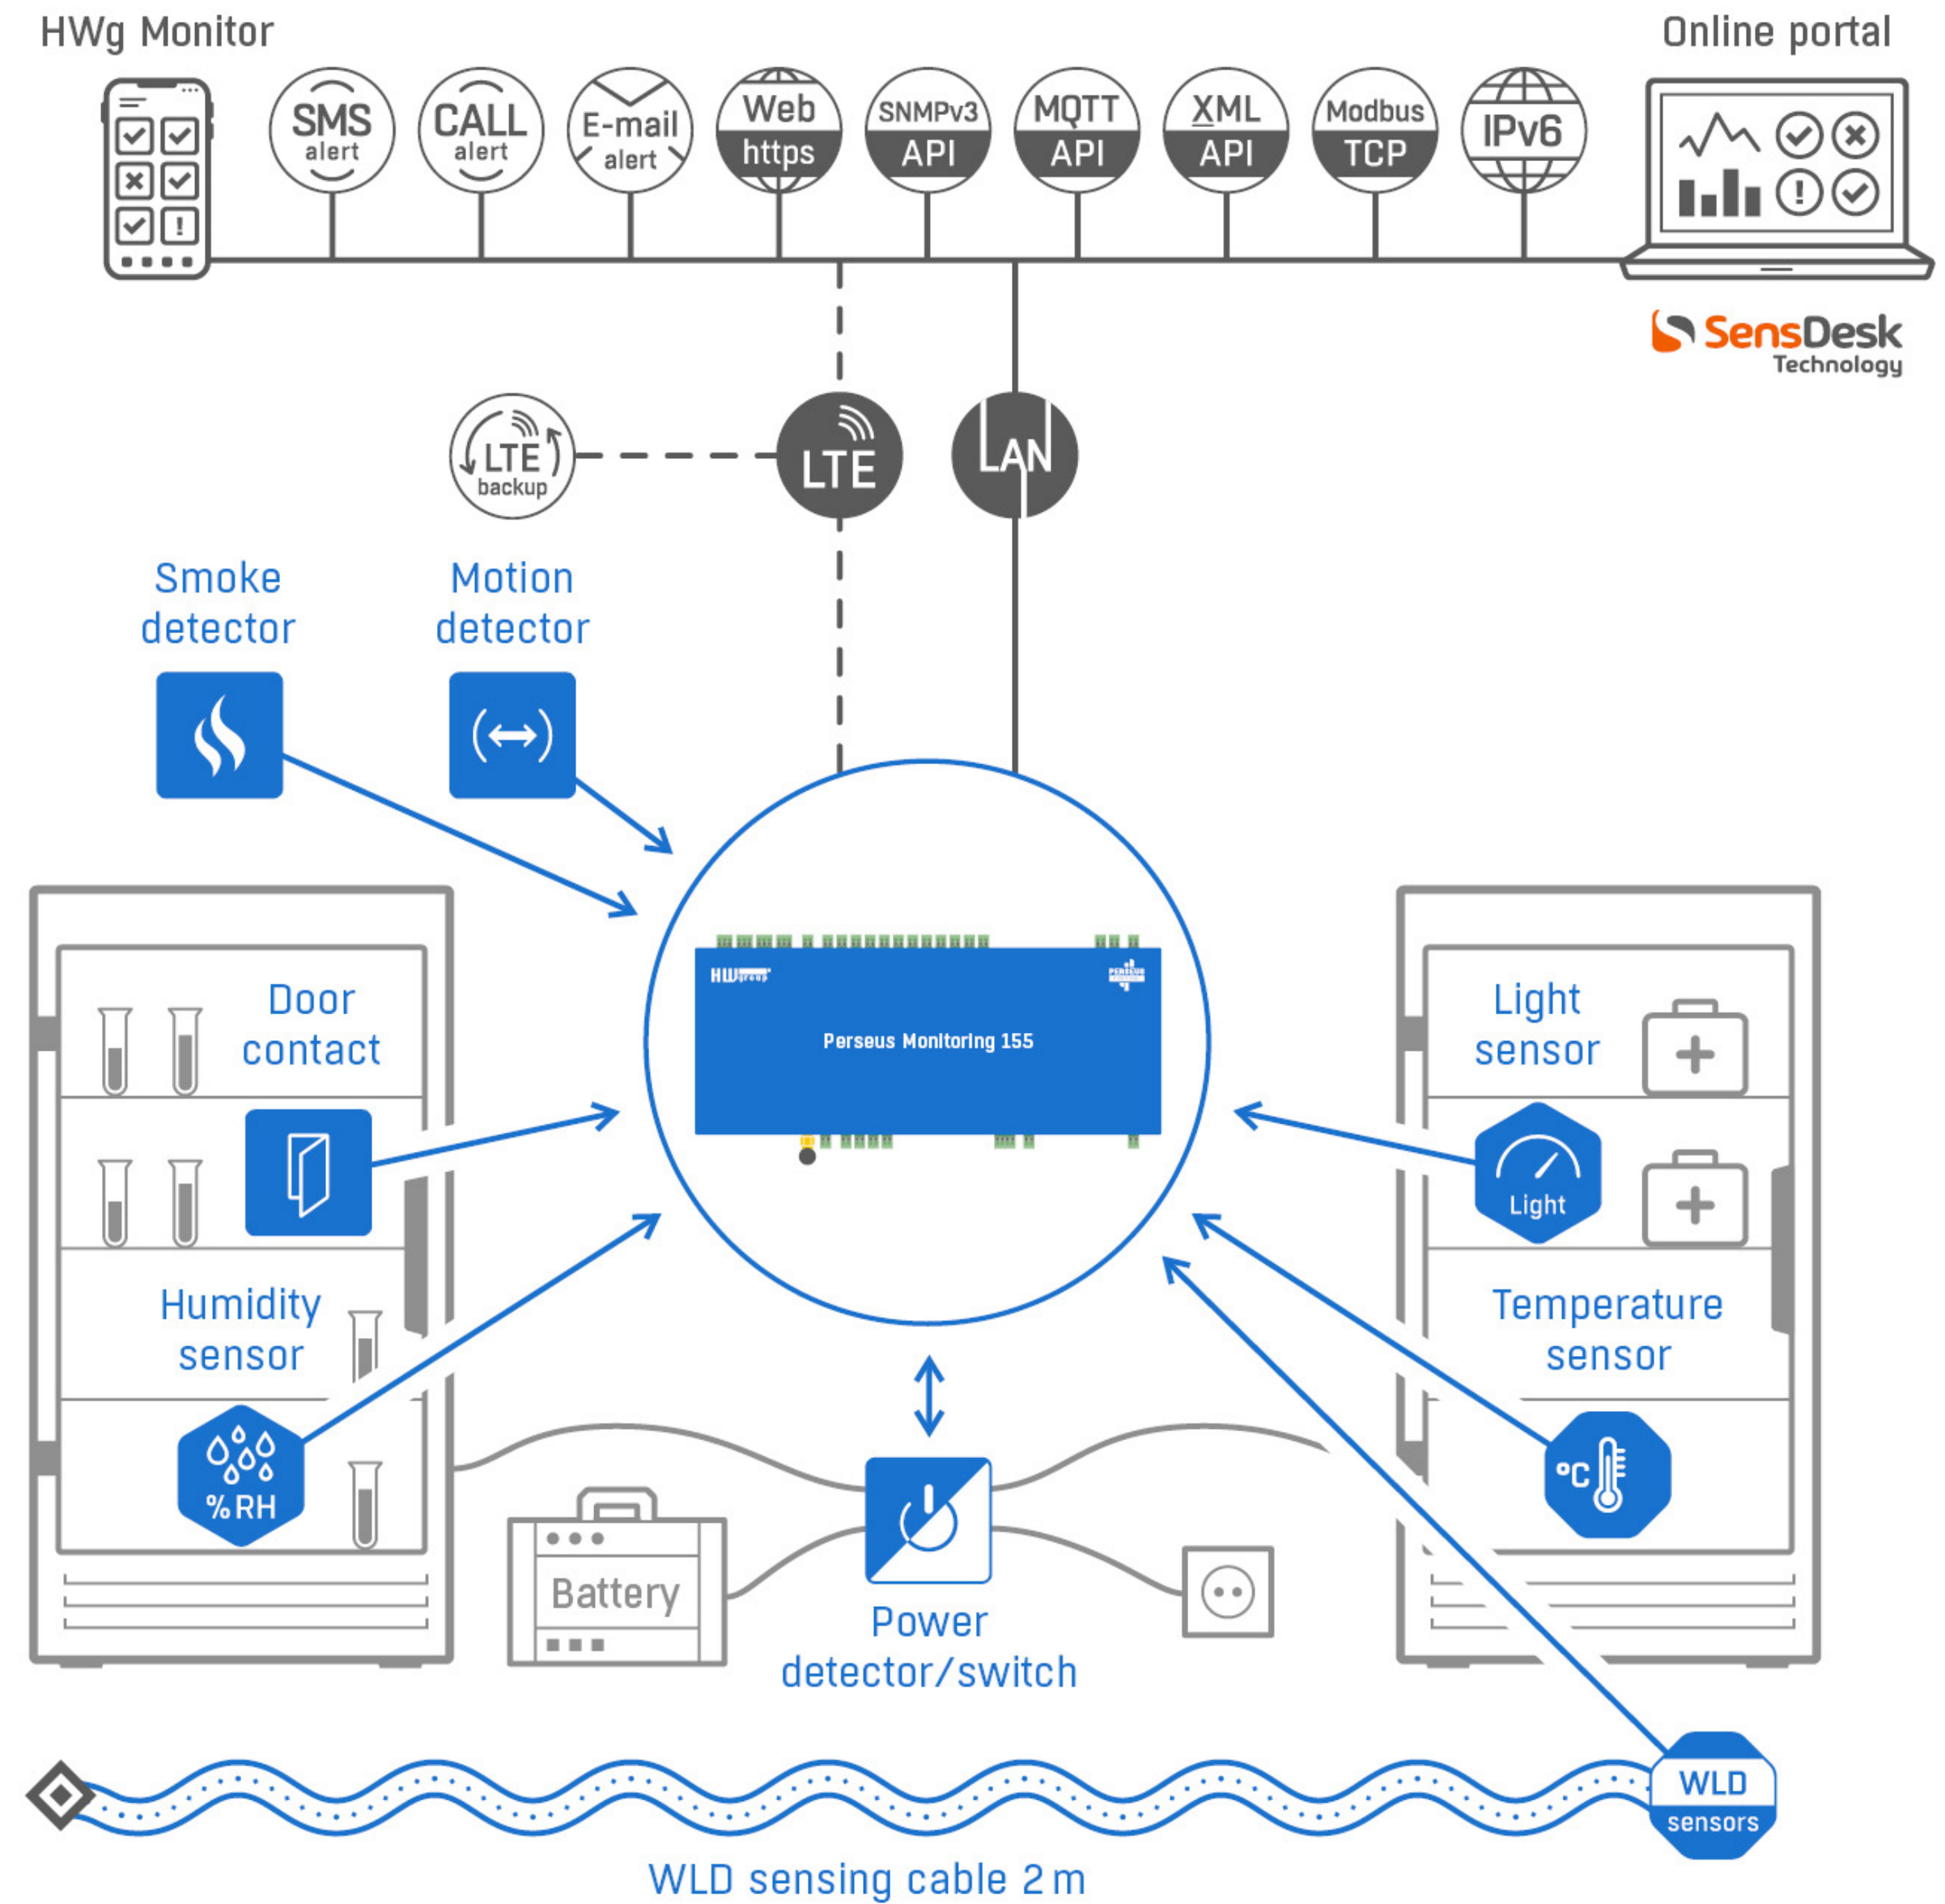 HWg Monitor
Online portal
SMS
alert
CALL
alert
E-mail
alert
Web
https
SNMPv3
API
MQTT
API
XML
API
Modbus
TCP
IPv6
SensDesk
Technology
LTE
backup
LTE
LAN
Smoke
detector
Motion
detector
HWgroup
PERSEUS
Perseus Monitoring 155
Door
contact
Light
sensor
Light
Humidity
sensor
Temperature
sensor
%RH
°C
Battery
Power
detector/switch
WLD
sensors
WLD sensing cable 2 m